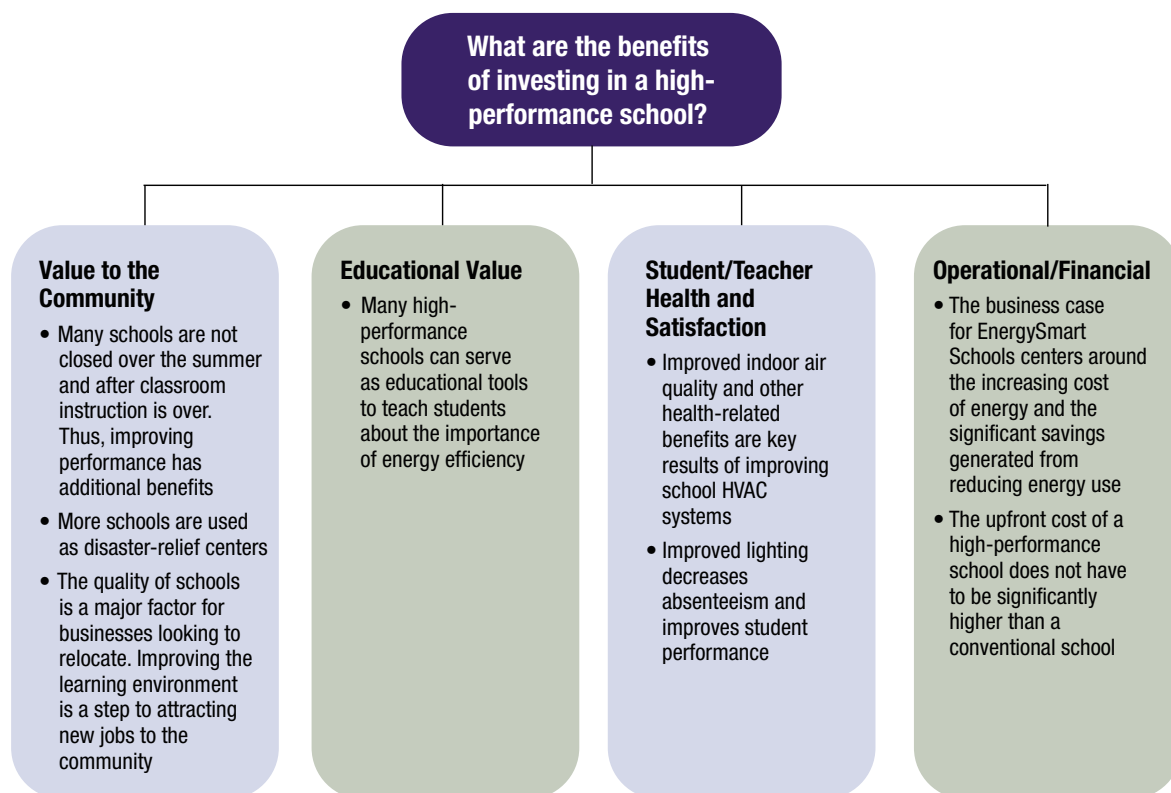 What are the benefits
of investing in a high-
performance school?
Value to the
Community
• Many schools are not
closed over the summer
and after classroom
instruction is over.
Thus, improving
performance has
additional benefits
• More schools are used
as disaster-relief centers
• The quality of schools
is a major factor for
businesses looking to
relocate. Improving the
learning environment
is a step to attracting
new jobs to the
community
Educational Value
• Many high-
performance
schools can serve
as educational tools
to teach students
about the importance
of energy efficiency
Student/Teacher
Health and
Satisfaction
• Improved indoor air
quality and other
health-related
benefits are key
results of improving
school HVAC
systems
• Improved lighting
decreases
absenteeism and
improves student
performance
Operational/Financial
• The business case
for EnergySmart
Schools centers around
the increasing cost
of energy and the
significant savings
generated from
reducing energy use
• The upfront cost of a
high-performance
school does not have
to be significantly
higher than a
conventional school